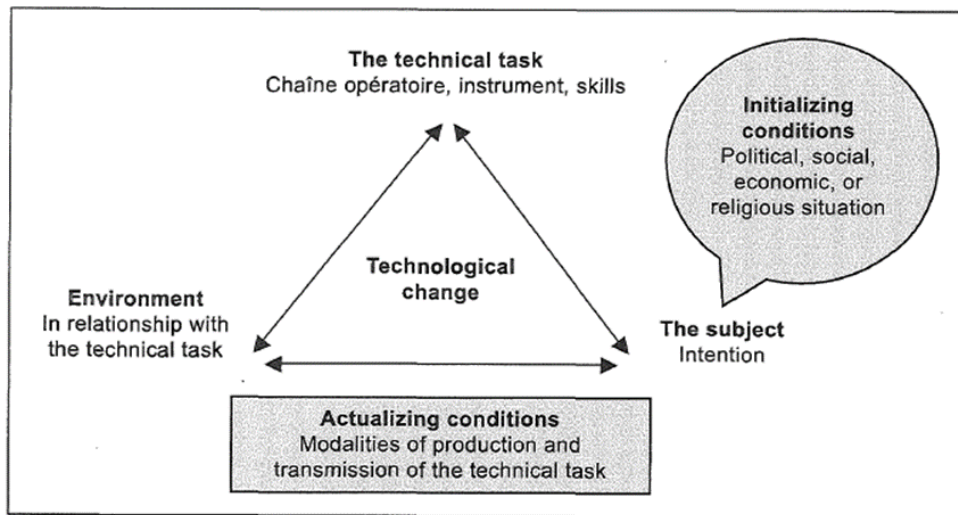 The technical task
Chaîne opératoire, instrument, skills
Initializing
conditions
Political, social,
economic, or
religious situation
Technological
change
Environment
In relationship with
the technical task
The subject
Intention
Actualizing conditions
Modalities of production and
transmission of the technical task